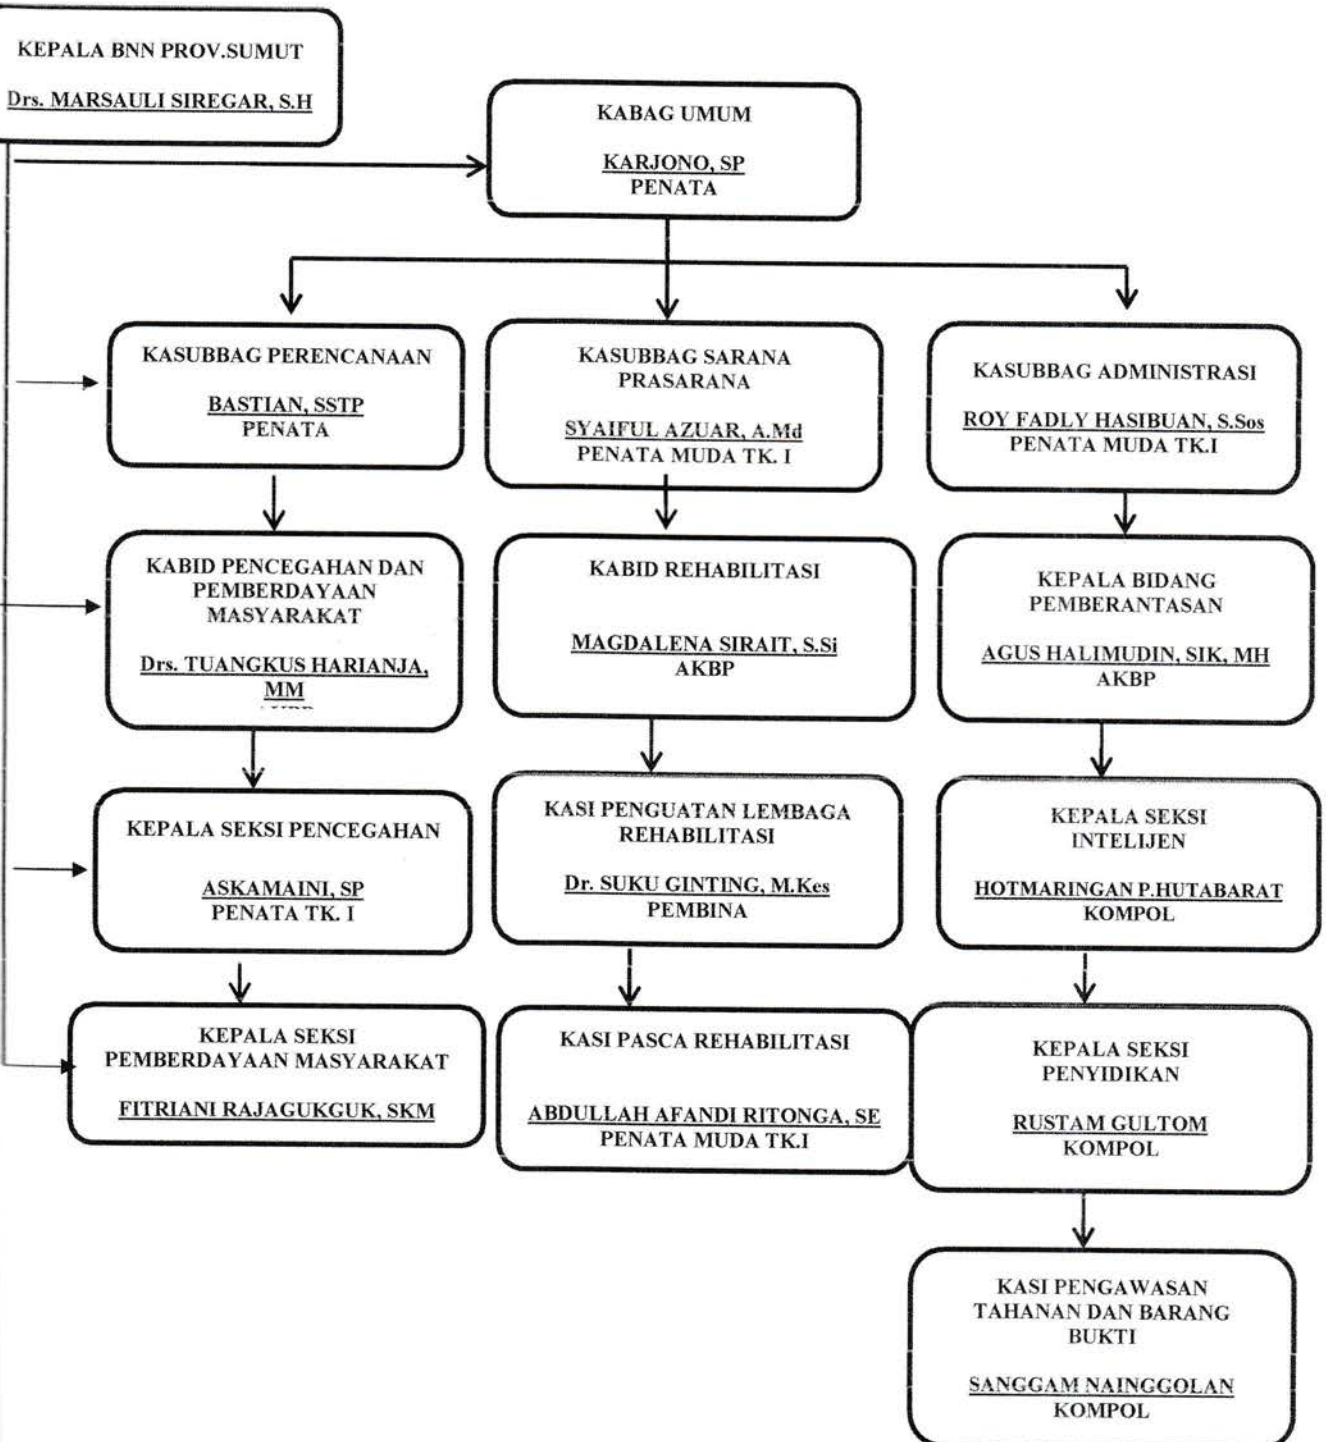 KEPALA BNN PROV.SUMUT
Drs. MARSAULI SIREGAR, S.H
KABAG UMUM
KARJONO, SP
PENATA
KASUBBAG PERENCANAAN
BASTIAN, SSTP
PENATA
KASUBBAG SARANA
PRASARANA
SYAIFUL AZUAR, A.Md
PENATA MUDA TK. I
KASUBBAG ADMINISTRASI
ROY FADLY HASIBUAN, S.Sos
PENATA MUDA TK.I
KABID PENCEGAHAN DAN
PEMBERDAYAAN
MASYARAKAT
Drs. TUANGKUS HARIANJA,
MM
KABID REHABILITASI
MAGDALENA SIRAIT, S.Si
AKBP
KEPALA BIDANG
PEMBERANTASAN
AGUS HALIMUDIN, SIK, MH
AKBP
KEPALA SEKSI PENCEGAHAN
ASKAMAINI, SP
PENATA TK. I
KASI PENGUATAN LEMBAGA
REHABILITASI
Dr. SUKU GINTING, M.Kes
PEMBINA
KEPALA SEKSI
INTELIJEN
HOTMARINGAN P.HUTABARAT
KOMPOL
KEPALA SEKSI
PEMBERDAYAAN MASYARAKAT
FITRIANI RAJAGUKGUK, SKM
KASI PASCA REHABILITASI
ABDULLAH AFANDI RITONGA, SE
PENATA MUDA TK.I
KEPALA SEKSI
PENYIDIKAN
RUSTAM GULTOM
KOMPOL
KASI PENGAWASAN
TAHANAN DAN BARANG
BUKTI
SANGGAM NAINGGOLAN
KOMPOL